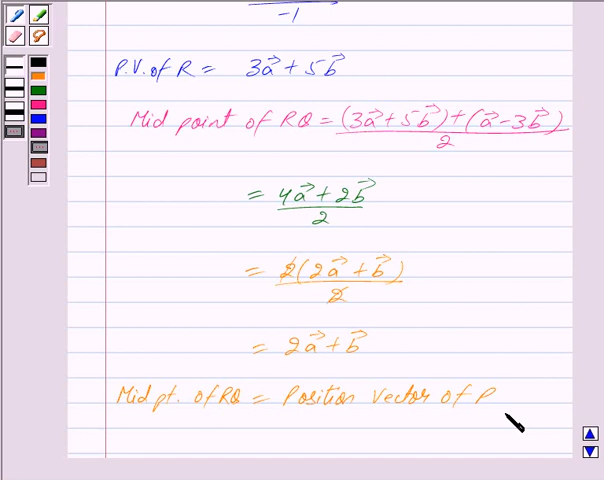 -1
P.V. of R = 3a⃗ + 5b⃗
Mid point of RQ = (3a⃗ + 5b⃗) + (a⃗ - 3b⃗)
2
= 4a⃗ + 2b⃗
2
= 2(2a⃗ + b⃗)
2
= 2a⃗ + b⃗
Mid pt. of RQ = Position Vector of P